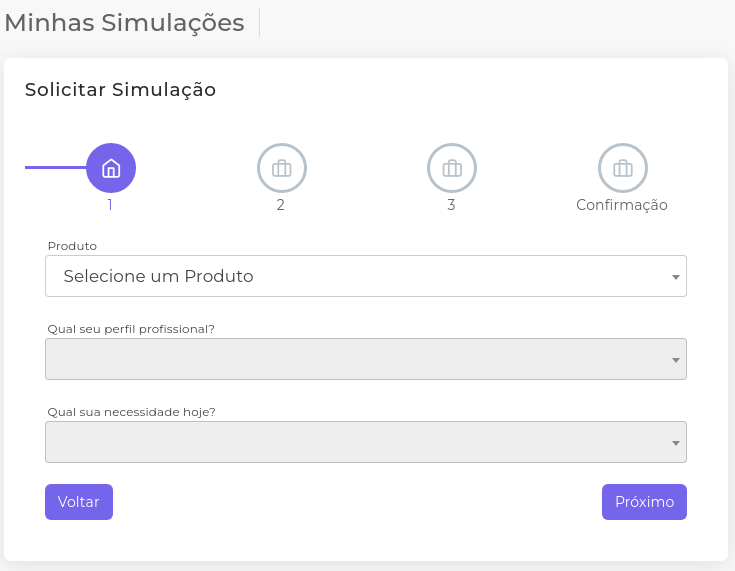 Minhas Simulações
Solicitar Simulação
1
2
3
Confirmação
Produto
Selecione um Produto
Qual seu perfil profissional?
Qual sua necessidade hoje?
Voltar
Próximo